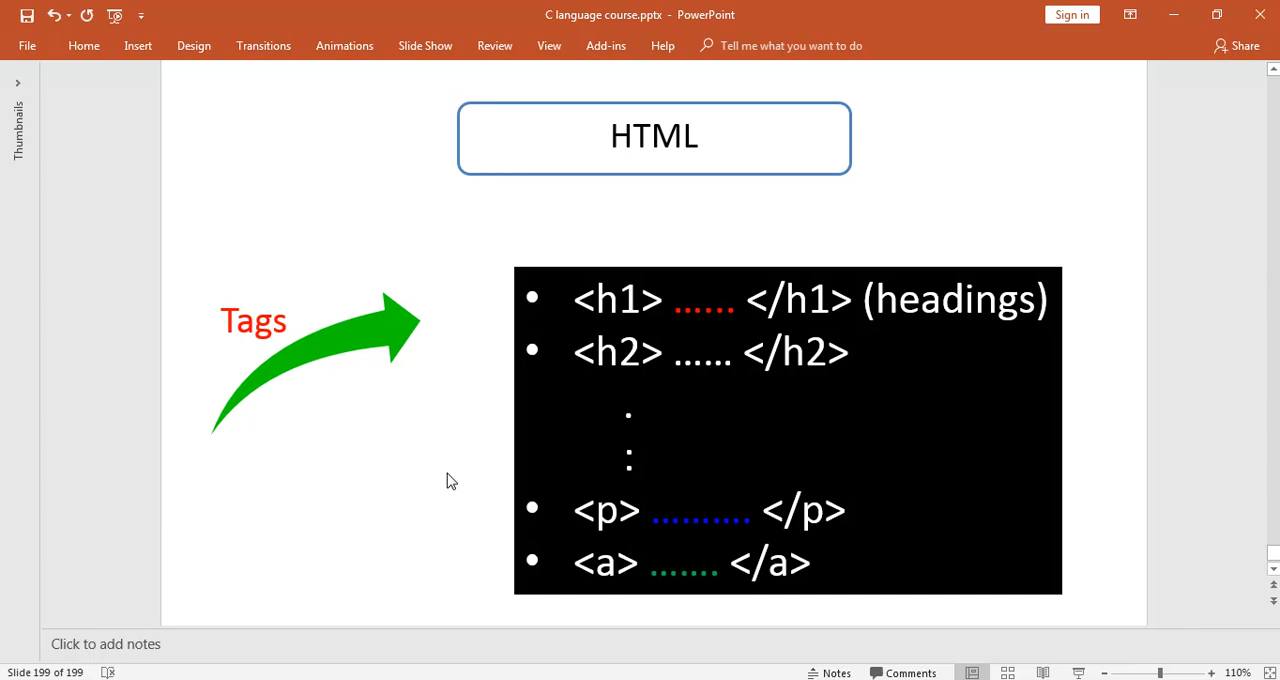 C language course.pptx - PowerPoint
Sign in
File Home Insert Design Transitions Animations Slide Show Review View Add-ins Help Tell me what you want to do Share
Thumbnails
HTML
Tags
• <h1> ...... </h1> (headings)
• <h2> ...... </h2>
.
:
• <p> .......... </p>
• <a> ....... </a>
Click to add notes
Slide 199 of 199 Notes Comments 110%